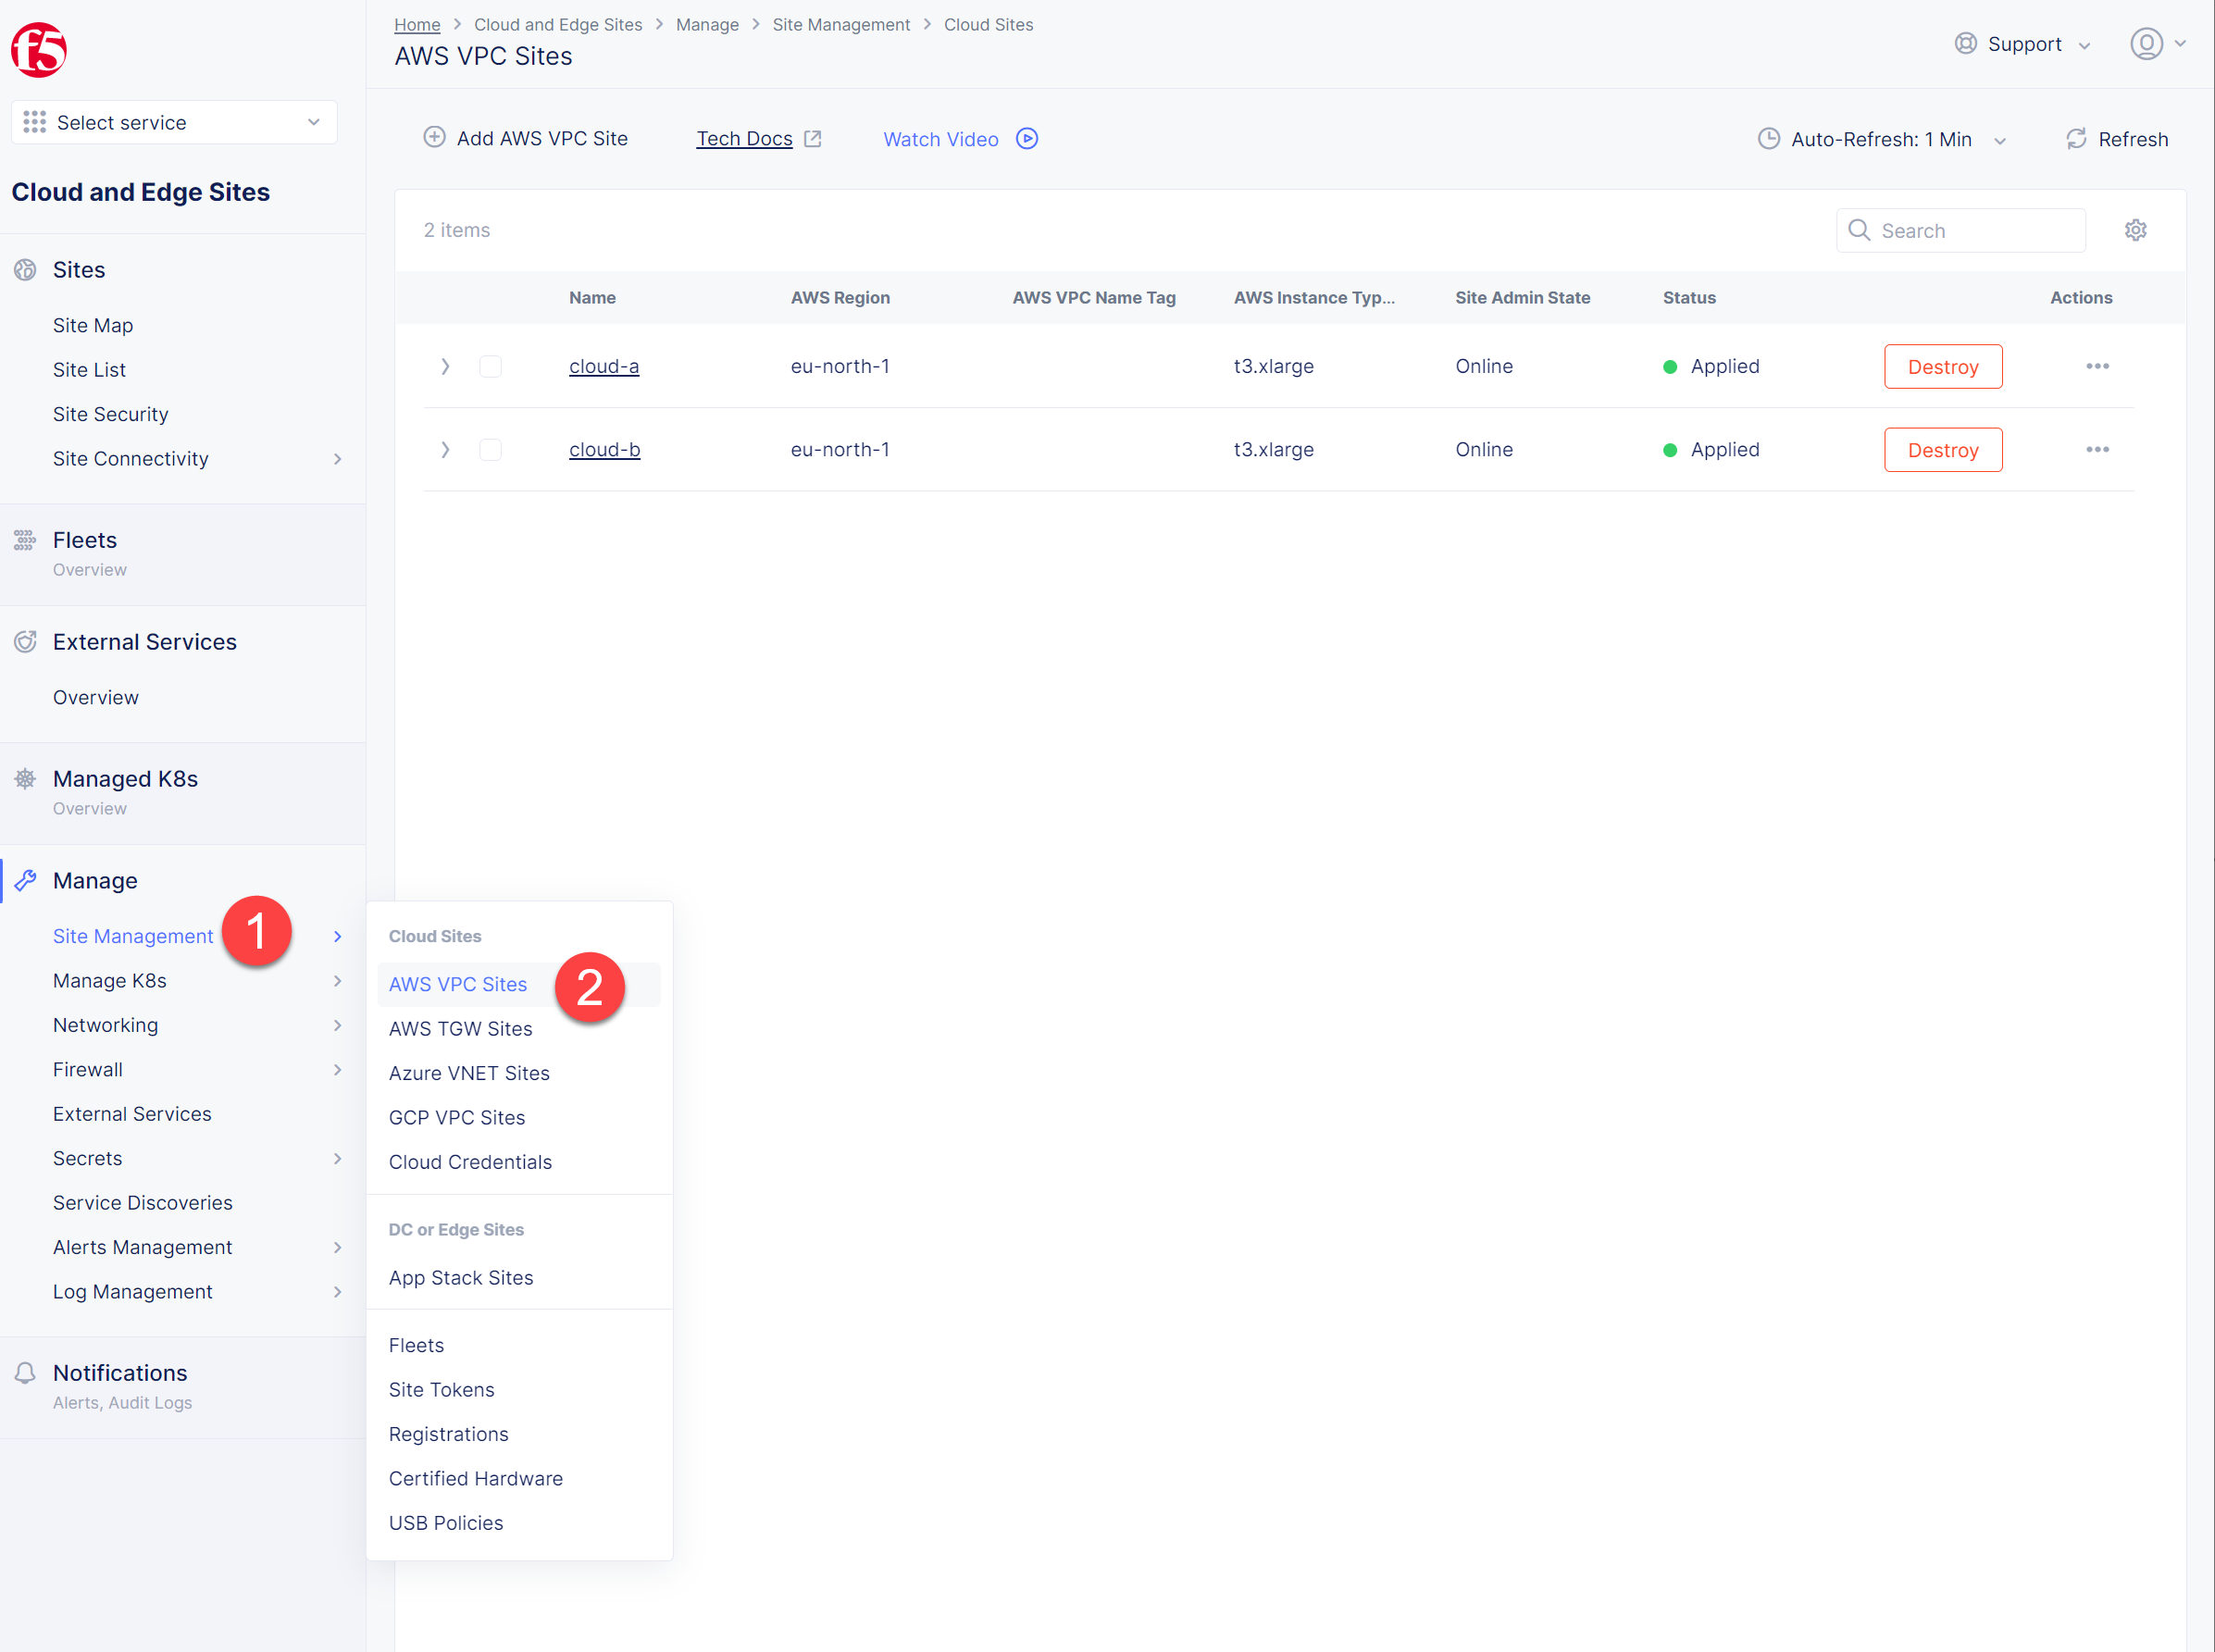 Home > Cloud and Edge Sites > Manage > Site Management > Cloud Sites
AWS VPC Sites
Support
f5
Select service
Cloud and Edge Sites
Sites
Site Map
Site List
Site Security
Site Connectivity
Fleets
Overview
External Services
Overview
Managed K8s
Overview
Manage
Site Management
1
Manage K8s
Networking
Firewall
External Services
Secrets
Service Discoveries
Alerts Management
Log Management
Notifications
Alerts, Audit Logs
Add AWS VPC Site Tech Docs Watch Video Auto-Refresh: 1 Min Refresh
2 items Search
Name AWS Region AWS VPC Name Tag AWS Instance Typ... Site Admin State Status Actions
cloud-a eu-north-1 t3.xlarge Online Applied Destroy
cloud-b eu-north-1 t3.xlarge Online Applied Destroy
Cloud Sites
AWS VPC Sites
2
AWS TGW Sites
Azure VNET Sites
GCP VPC Sites
Cloud Credentials
DC or Edge Sites
App Stack Sites
Fleets
Site Tokens
Registrations
Certified Hardware
USB Policies